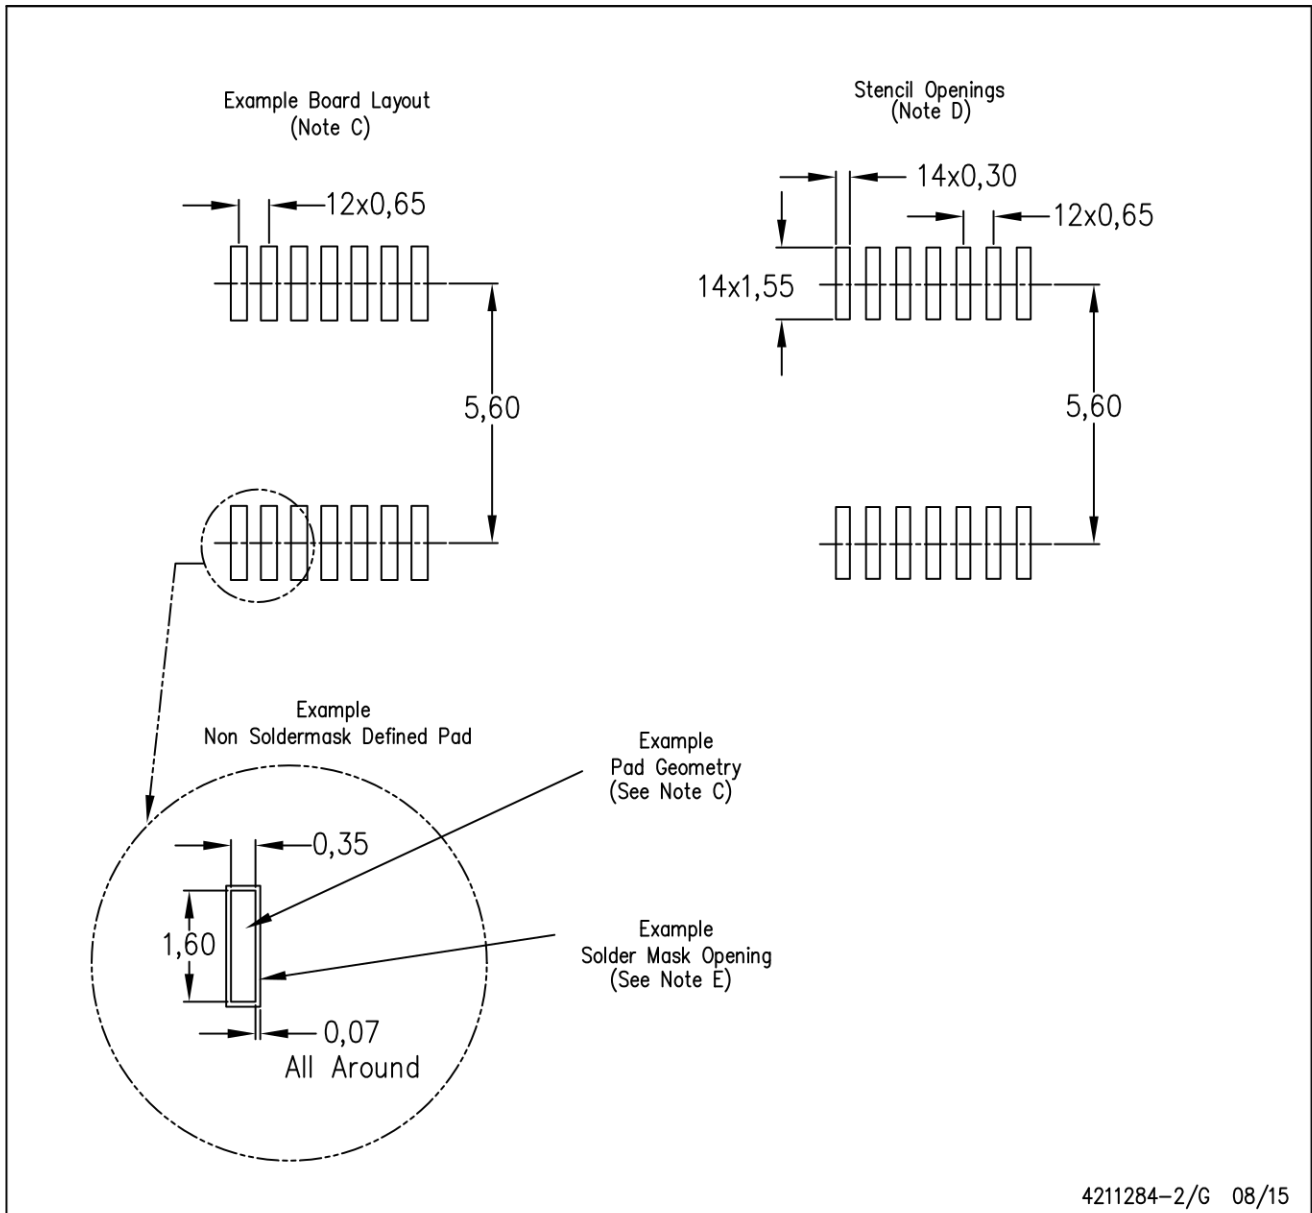 Example Board Layout
(Note C)
12x0,65
5,60
Stencil Openings
(Note D)
14x0,30
12x0,65
14x1,55
5,60
Example
Non Soldermask Defined Pad
Example
Pad Geometry
(See Note C)
0,35
1,60
Example
Solder Mask Opening
(See Note E)
0,07
All Around
4211284-2/G 08/15